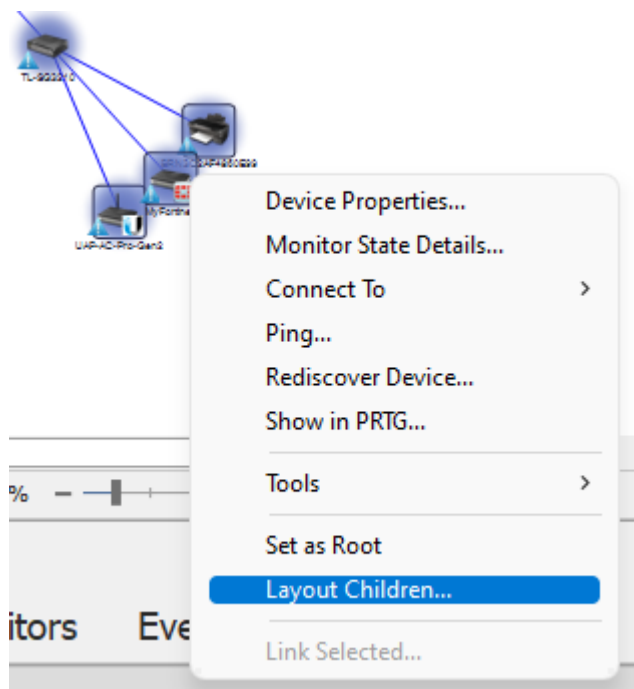 UAP-AC-Pro-Gen2
Device Properties...
Monitor State Details...
Connect To
Ping...
Rediscover Device...
Show in PRTG...
Tools
Set as Root
Layout Children...
Link Selected...
%
itors
Eve